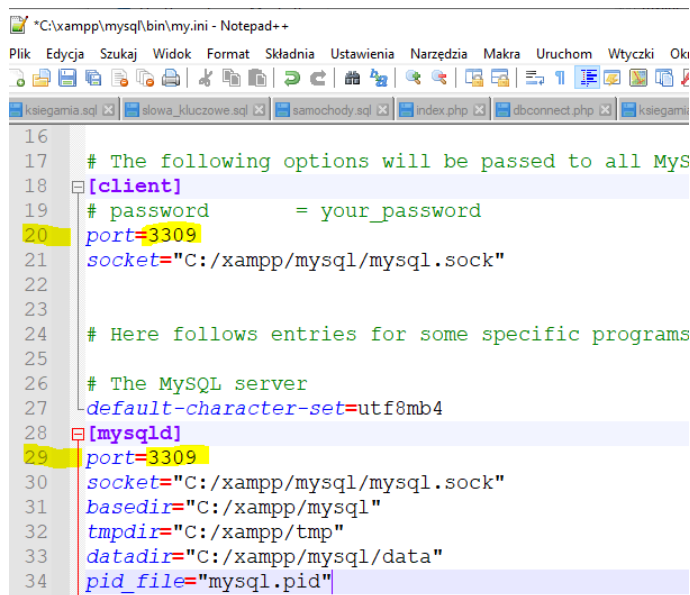 *C:\xampp\mysql\bin\my.ini - Notepad++
Plik Edycja Szukaj Widok Format Składnia Ustawienia Narzędzia Makra Uruchom Wtyczki Okn
ksiegarnia.sql slowa_kluczowe.sql samochody.sql index.php dbconnect.php ksiegarnia
16
17 # The following options will be passed to all MyS
18 [client]
19 # password = your_password
20 port=3309
21 socket="C:/xampp/mysql/mysql.sock"
22
23
24 # Here follows entries for some specific programs
25
26 # The MySQL server
27 default-character-set=utf8mb4
28 [mysqld]
29 port=3309
30 socket="C:/xampp/mysql/mysql.sock"
31 basedir="C:/xampp/mysql"
32 tmpdir="C:/xampp/tmp"
33 datadir="C:/xampp/mysql/data"
34 pid_file="mysql.pid"